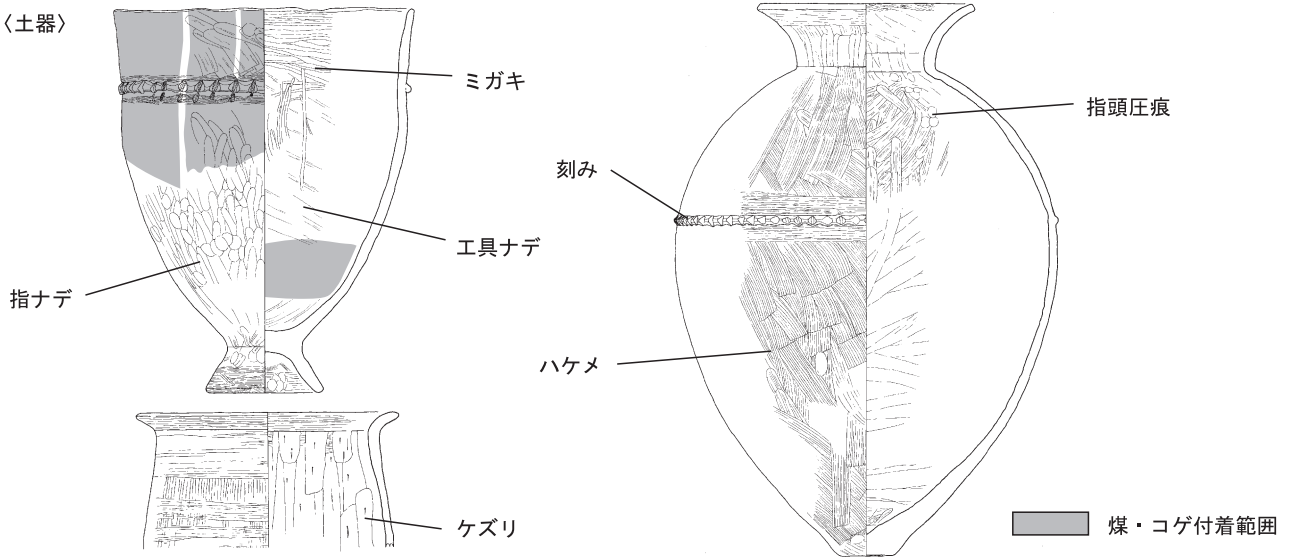 〈土器〉
ミガキ
工具ナデ
指ナデ
ケズリ
指頭圧痕
刻み
ハケメ
煤・コゲ付着範囲